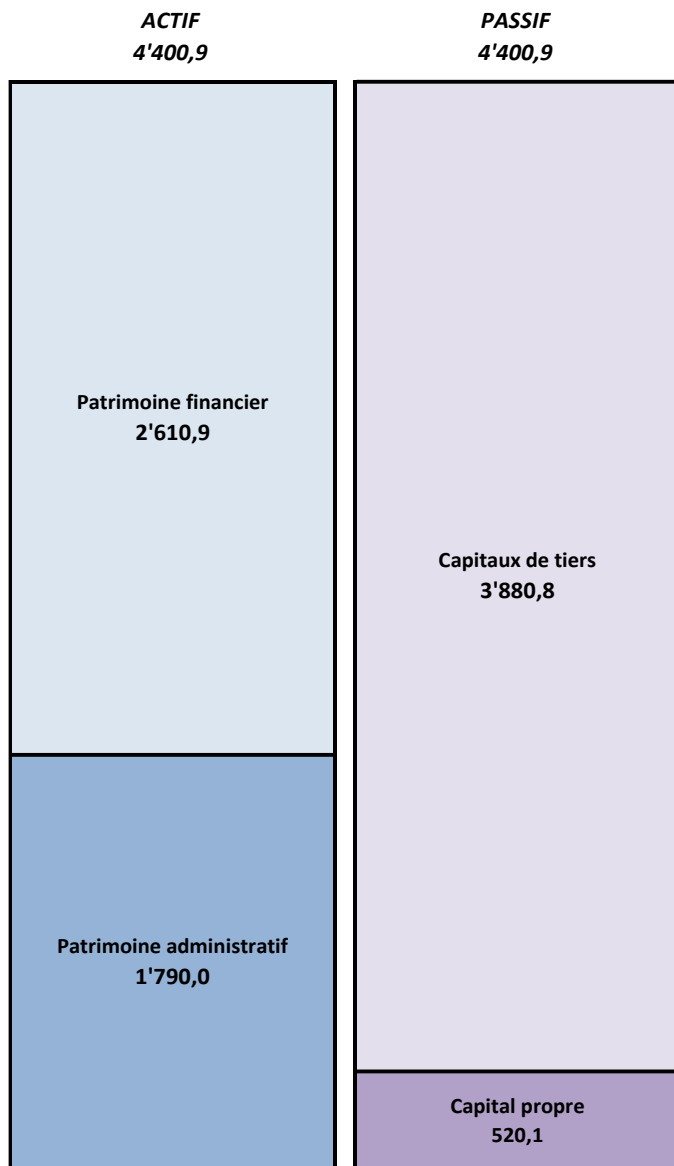 ACTIF
4'400,9
Patrimoine financier
2'610,9
Patrimoine administratif
1'790,0
PASSIF
4'400,9
Capitaux de tiers
3'880,8
Capital propre
520,1